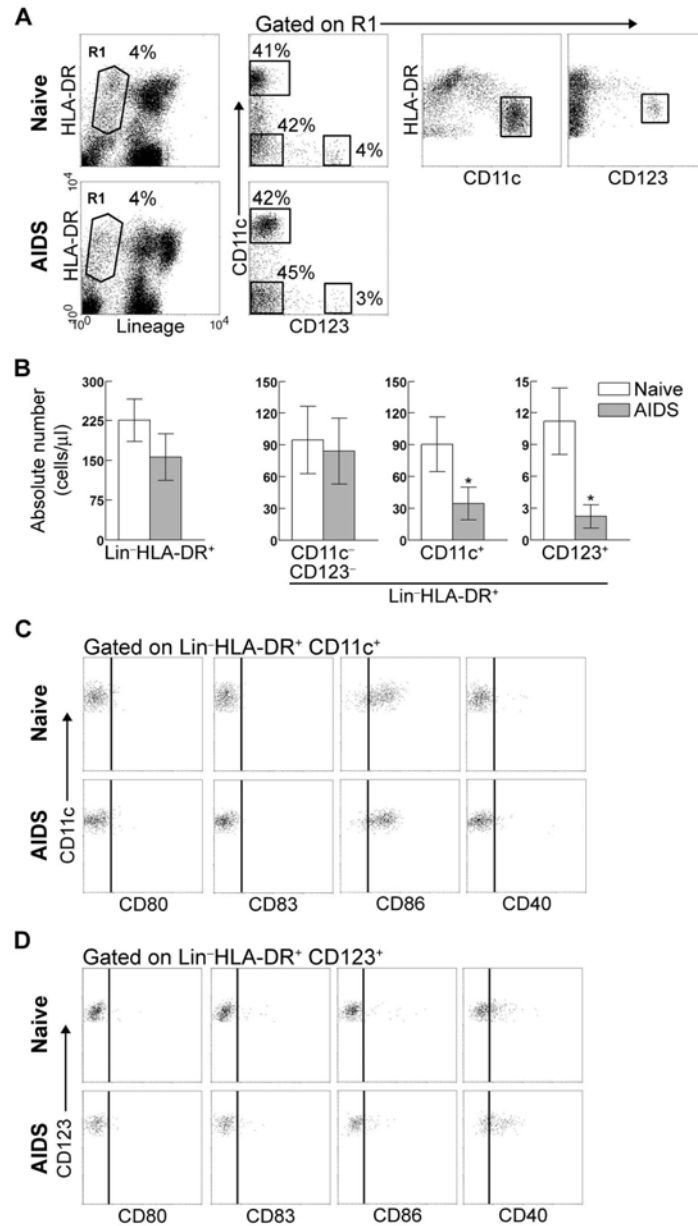 A
Gated on R1
Naive
HLA-DR
R1 4%
41%
42%
4%
HLA-DR
CD11c
CD123
AIDS
HLA-DR
10⁴
R1 4%
10⁰
10⁰
Lineage
10⁴
CD11c
42%
45%
3%
CD123
B
Absolute number
(cells/µl)
300
225
150
75
0
Lin⁻HLA-DR⁺
150
120
90
60
30
0
CD11c⁻
CD123⁻
150
120
90
60
30
0
*
CD11c⁺
15
12
9
6
3
0
*
CD123⁺
Naive
AIDS
Lin⁻HLA-DR⁺
C
Gated on Lin⁻HLA-DR⁺ CD11c⁺
Naive
AIDS
CD11c
CD80
CD83
CD86
CD40
D
Gated on Lin⁻HLA-DR⁺ CD123⁺
Naive
AIDS
CD123
CD80
CD83
CD86
CD40